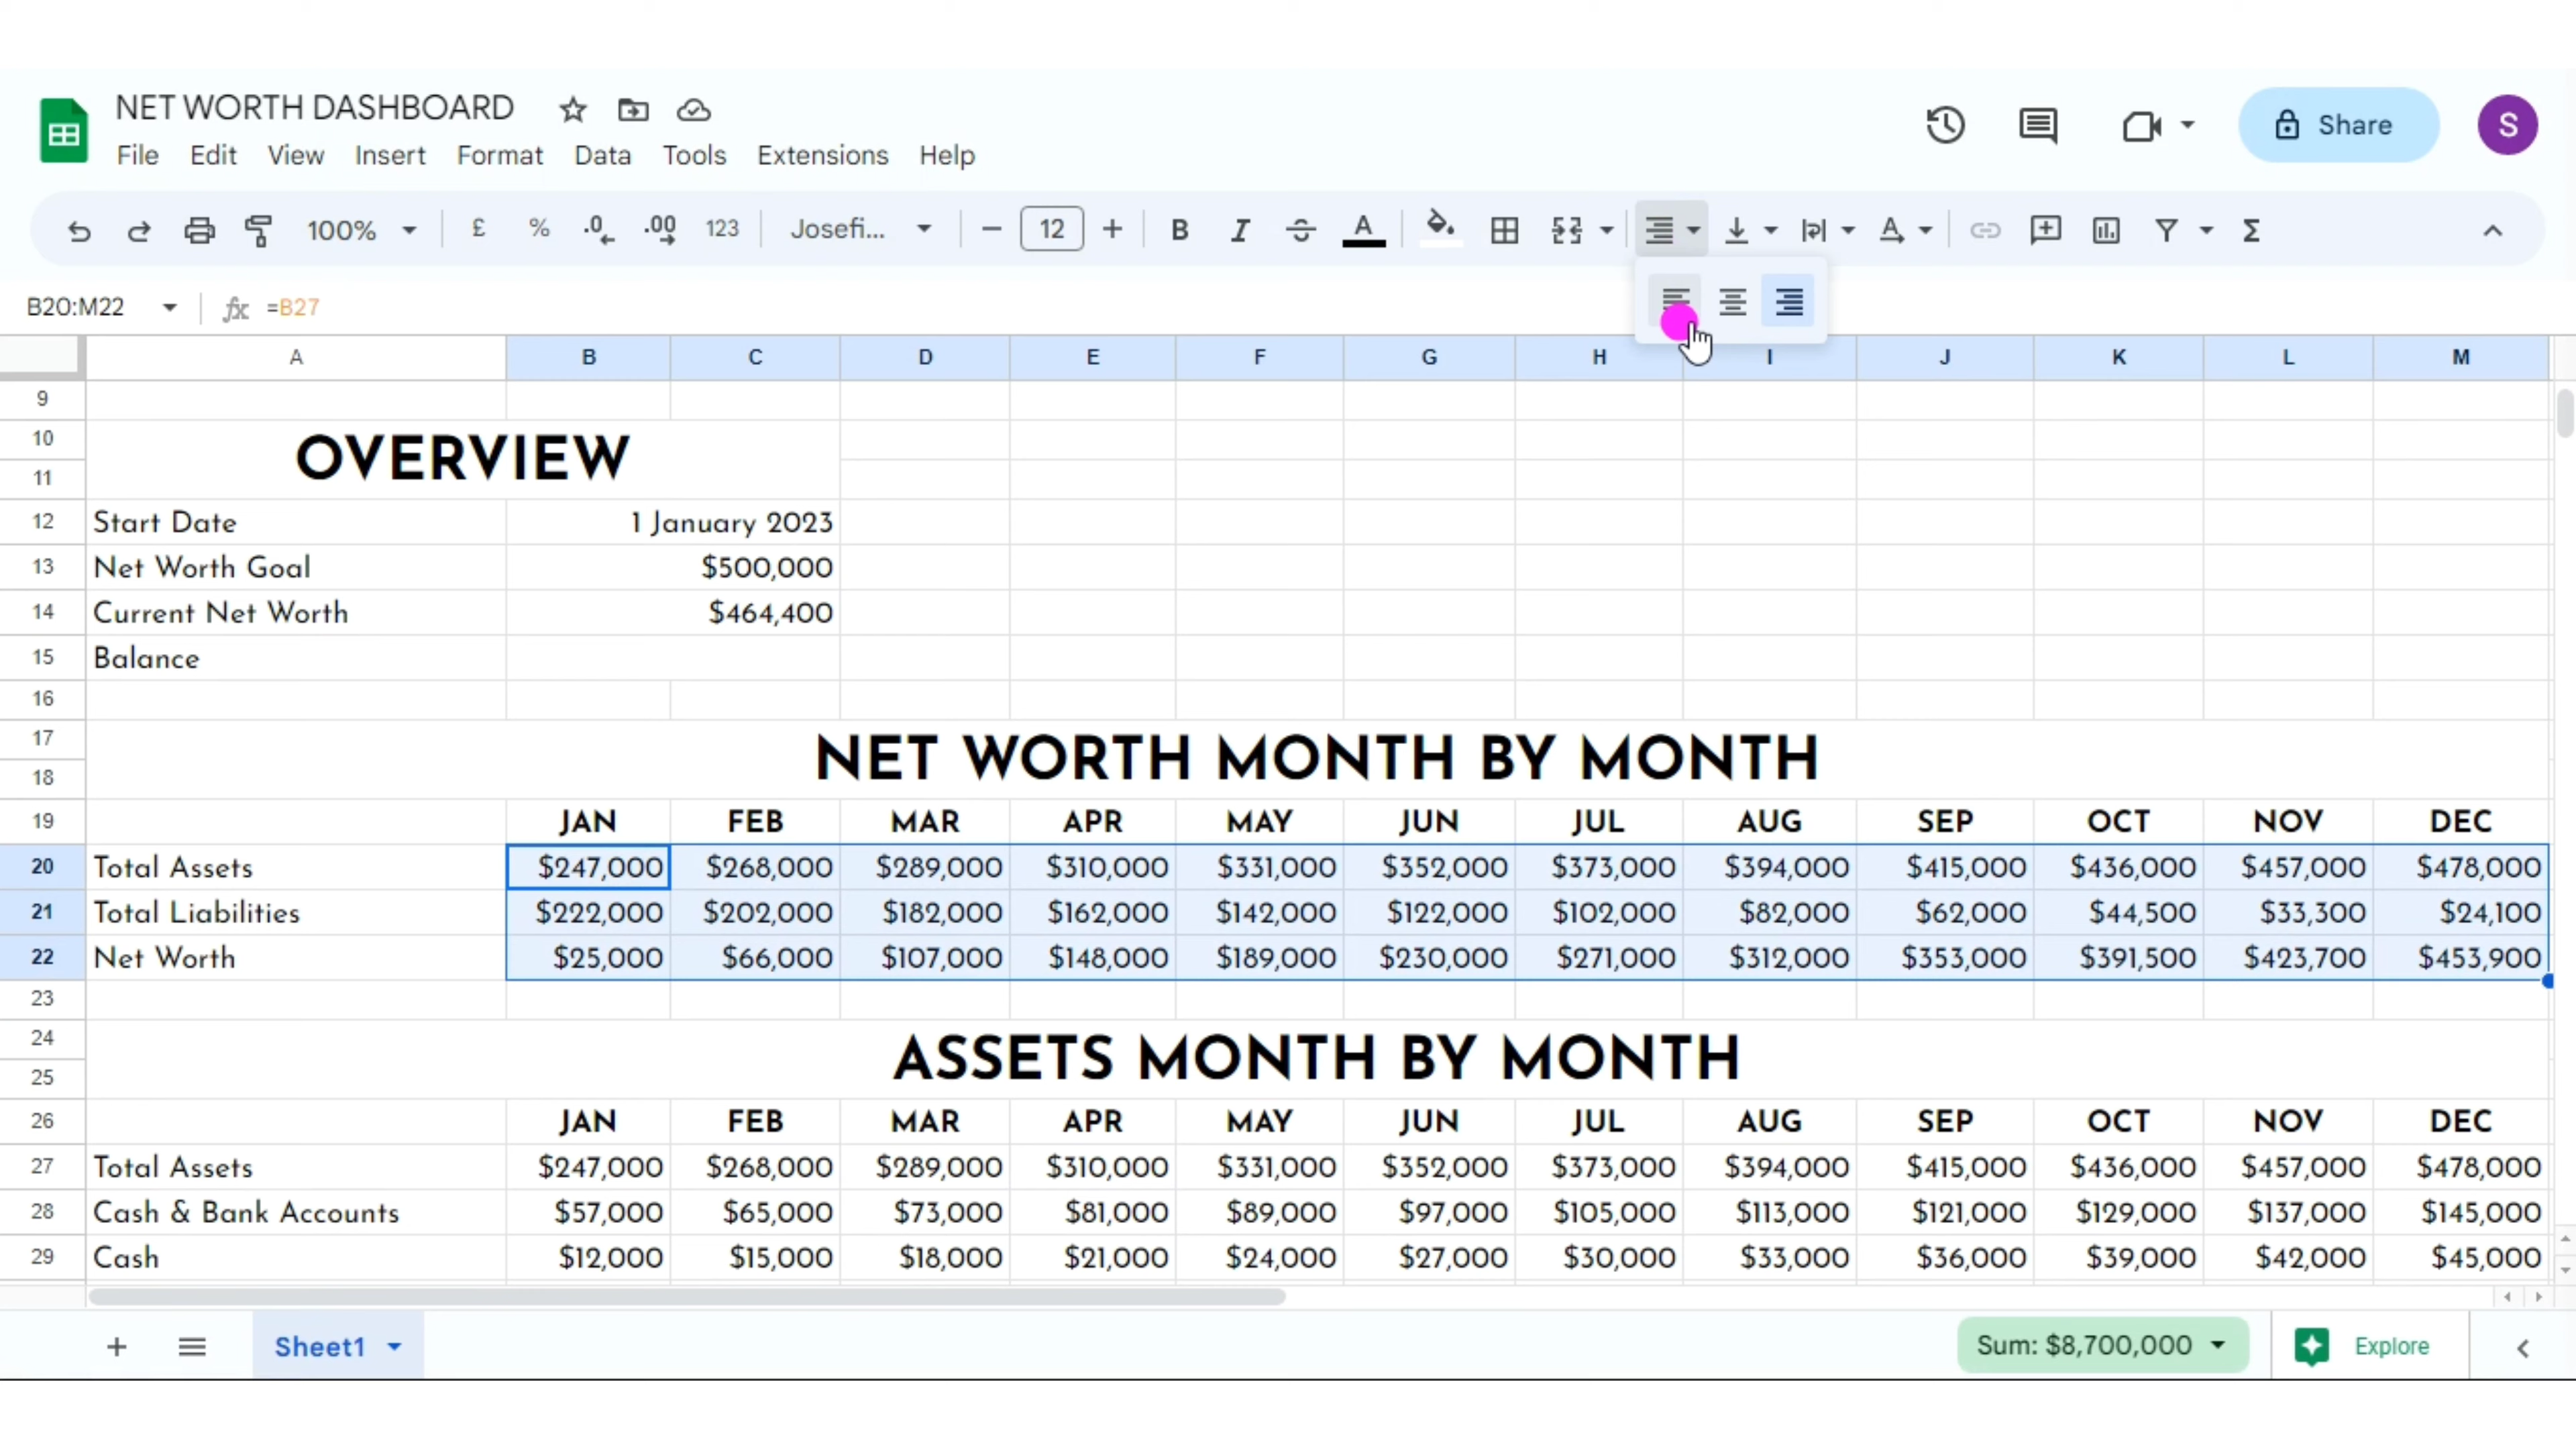 NET WORTH DASHBOARD
File Edit View Insert Format Data Tools Extensions Help
Share
S
100% £ % .0 .00 123 Josefi... 12 B I A A
B20:M22 fx =B27
A B C D E F G H I J K L M
9
10 OVERVIEW
11
12 Start Date 1 January 2023
13 Net Worth Goal $500,000
14 Current Net Worth $464,400
15 Balance
16
17 NET WORTH MONTH BY MONTH
18
19 JAN FEB MAR APR MAY JUN JUL AUG SEP OCT NOV DEC
20 Total Assets $247,000 $268,000 $289,000 $310,000 $331,000 $352,000 $373,000 $394,000 $415,000 $436,000 $457,000 $478,000
21 Total Liabilities $222,000 $202,000 $182,000 $162,000 $142,000 $122,000 $102,000 $82,000 $62,000 $44,500 $33,300 $24,100
22 Net Worth $25,000 $66,000 $107,000 $148,000 $189,000 $230,000 $271,000 $312,000 $353,000 $391,500 $423,700 $453,900
23
24 ASSETS MONTH BY MONTH
25
26 JAN FEB MAR APR MAY JUN JUL AUG SEP OCT NOV DEC
27 Total Assets $247,000 $268,000 $289,000 $310,000 $331,000 $352,000 $373,000 $394,000 $415,000 $436,000 $457,000 $478,000
28 Cash & Bank Accounts $57,000 $65,000 $73,000 $81,000 $89,000 $97,000 $105,000 $113,000 $121,000 $129,000 $137,000 $145,000
29 Cash $12,000 $15,000 $18,000 $21,000 $24,000 $27,000 $30,000 $33,000 $36,000 $39,000 $42,000 $45,000
Sheet1 Sum: $8,700,000 Explore